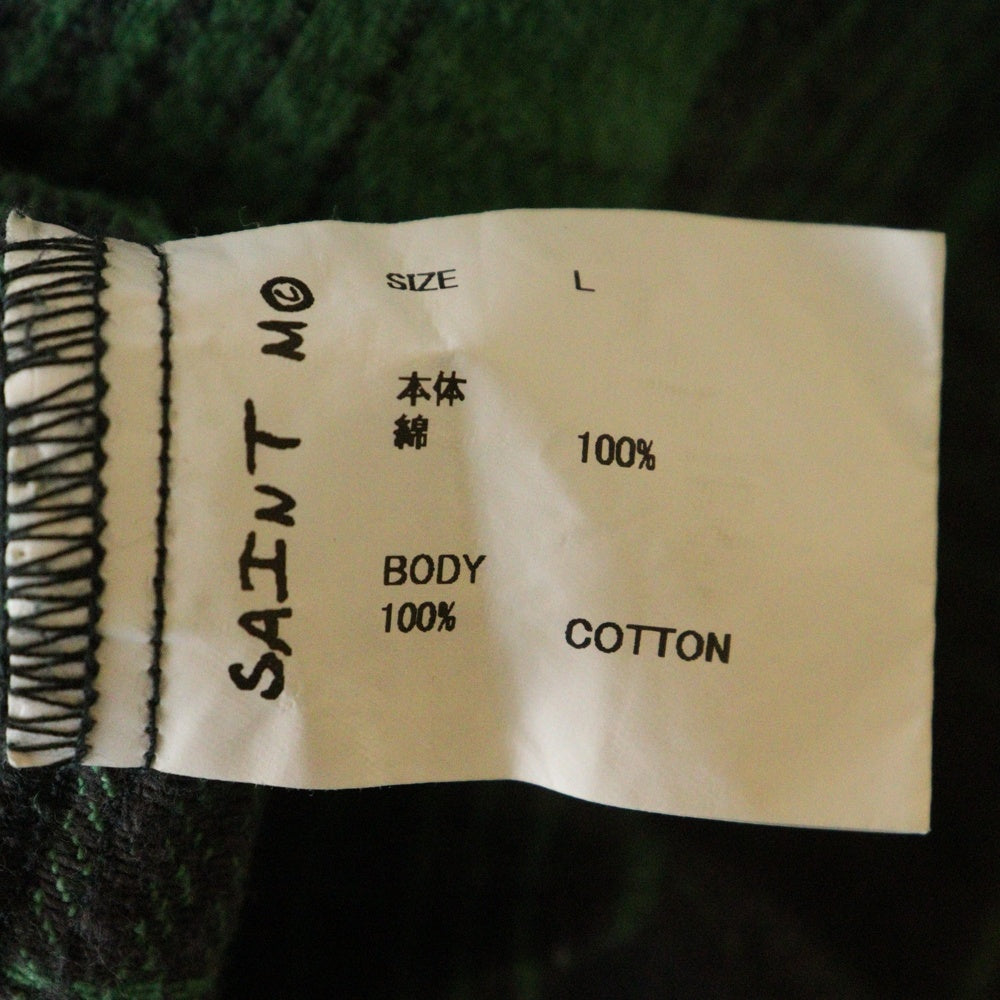 SAINT M©
SIZE L
本体
綿 100%
BODY
100% COTTON